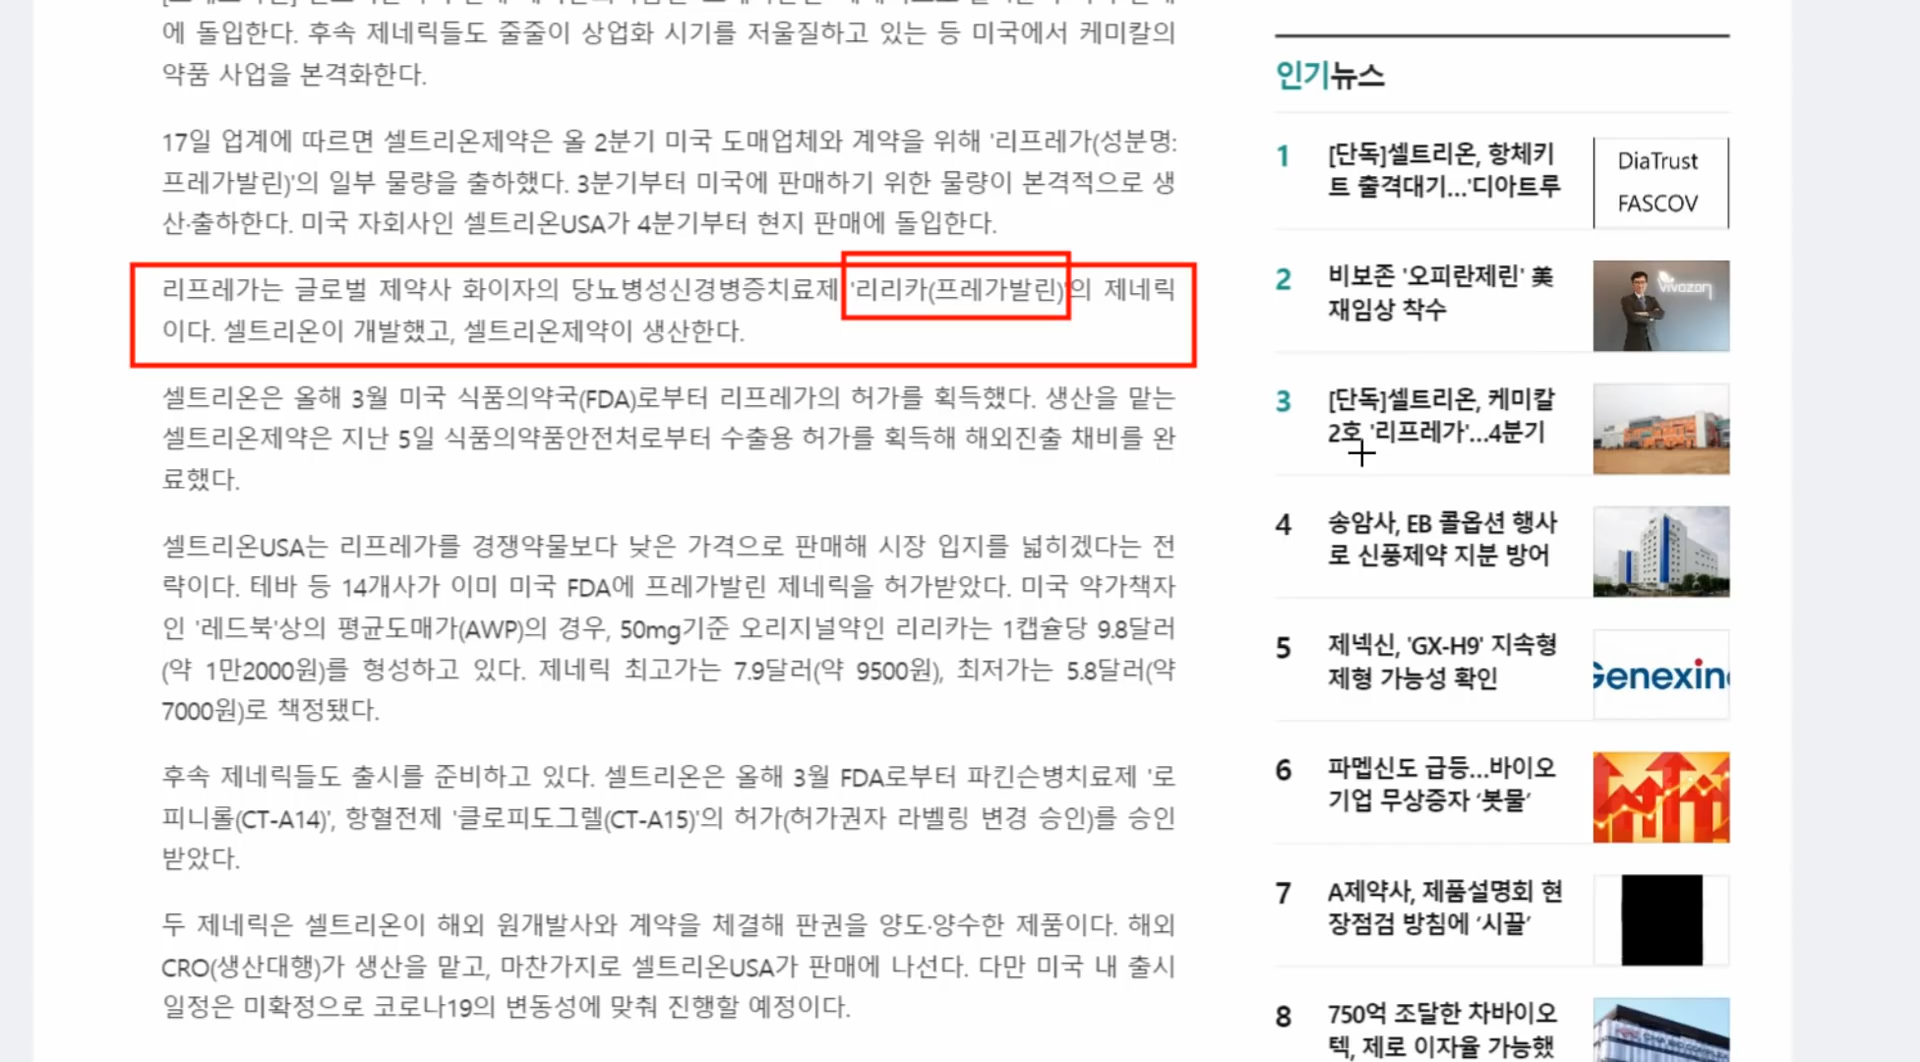 에 돌입한다. 후속 제네릭들도 줄줄이 상업화 시기를 저울질하고 있는 등 미국에서 케미칼의
약품 사업을 본격화한다.
17일 업계에 따르면 셀트리온제약은 올 2분기 미국 도매업체와 계약을 위해 '리프레가(성분명:
프레가발린)'의 일부 물량을 출하했다. 3분기부터 미국에 판매하기 위한 물량이 본격적으로 생
산·출하한다. 미국 자회사인 셀트리온USA가 4분기부터 현지 판매에 돌입한다.
리프레가는 글로벌 제약사 화이자의 당뇨병성신경병증치료제 '리리카(프레가발린)'의 제네릭
이다. 셀트리온이 개발했고, 셀트리온제약이 생산한다.
셀트리온은 올해 3월 미국 식품의약국(FDA)로부터 리프레가의 허가를 획득했다. 생산을 맡는
셀트리온제약은 지난 5일 식품의약품안전처로부터 수출용 허가를 획득해 해외진출 채비를 완
료했다.
셀트리온USA는 리프레가를 경쟁약물보다 낮은 가격으로 판매해 시장 입지를 넓히겠다는 전
략이다. 테바 등 14개사가 이미 미국 FDA에 프레가발린 제네릭을 허가받았다. 미국 약가책자
인 '레드북'상의 평균도매가(AWP)의 경우, 50mg기준 오리지널약인 리리카는 1캡슐당 9.8달러
(약 1만2000원)를 형성하고 있다. 제네릭 최고가는 7.9달러(약 9500원), 최저가는 5.8달러(약
7000원)로 책정됐다.
후속 제네릭들도 출시를 준비하고 있다. 셀트리온은 올해 3월 FDA로부터 파킨슨병치료제 '로
피니롤(CT-A14)', 항혈전제 '클로피도그렐(CT-A15)'의 허가(허가권자 라벨링 변경 승인)를 승인
받았다.
두 제네릭은 셀트리온이 해외 원개발사와 계약을 체결해 판권을 양도·양수한 제품이다. 해외
CRO(생산대행)가 생산을 맡고, 마찬가지로 셀트리온USA가 판매에 나선다. 다만 미국 내 출시
일정은 미확정으로 코로나19의 변동성에 맞춰 진행할 예정이다.
인기뉴스
1 [단독]셀트리온, 항체키
트 출격대기...'디아트루
DiaTrust
FASCOV
2 비보존 '오피란제린' 美
재임상 착수
vivozon
3 [단독]셀트리온, 케미칼
2호 '리프레가'...4분기
4 송암사, EB 콜옵션 행사
로 신풍제약 지분 방어
5 제넥신, 'GX-H9' 지속형
제형 가능성 확인
Genexin
6 파멥신도 급등...바이오
기업 무상증자 ‘봇물’
7 A제약사, 제품설명회 현
장점검 방침에 ‘시끌’
8 750억 조달한 차바이오
텍, 제로 이자율 가능했